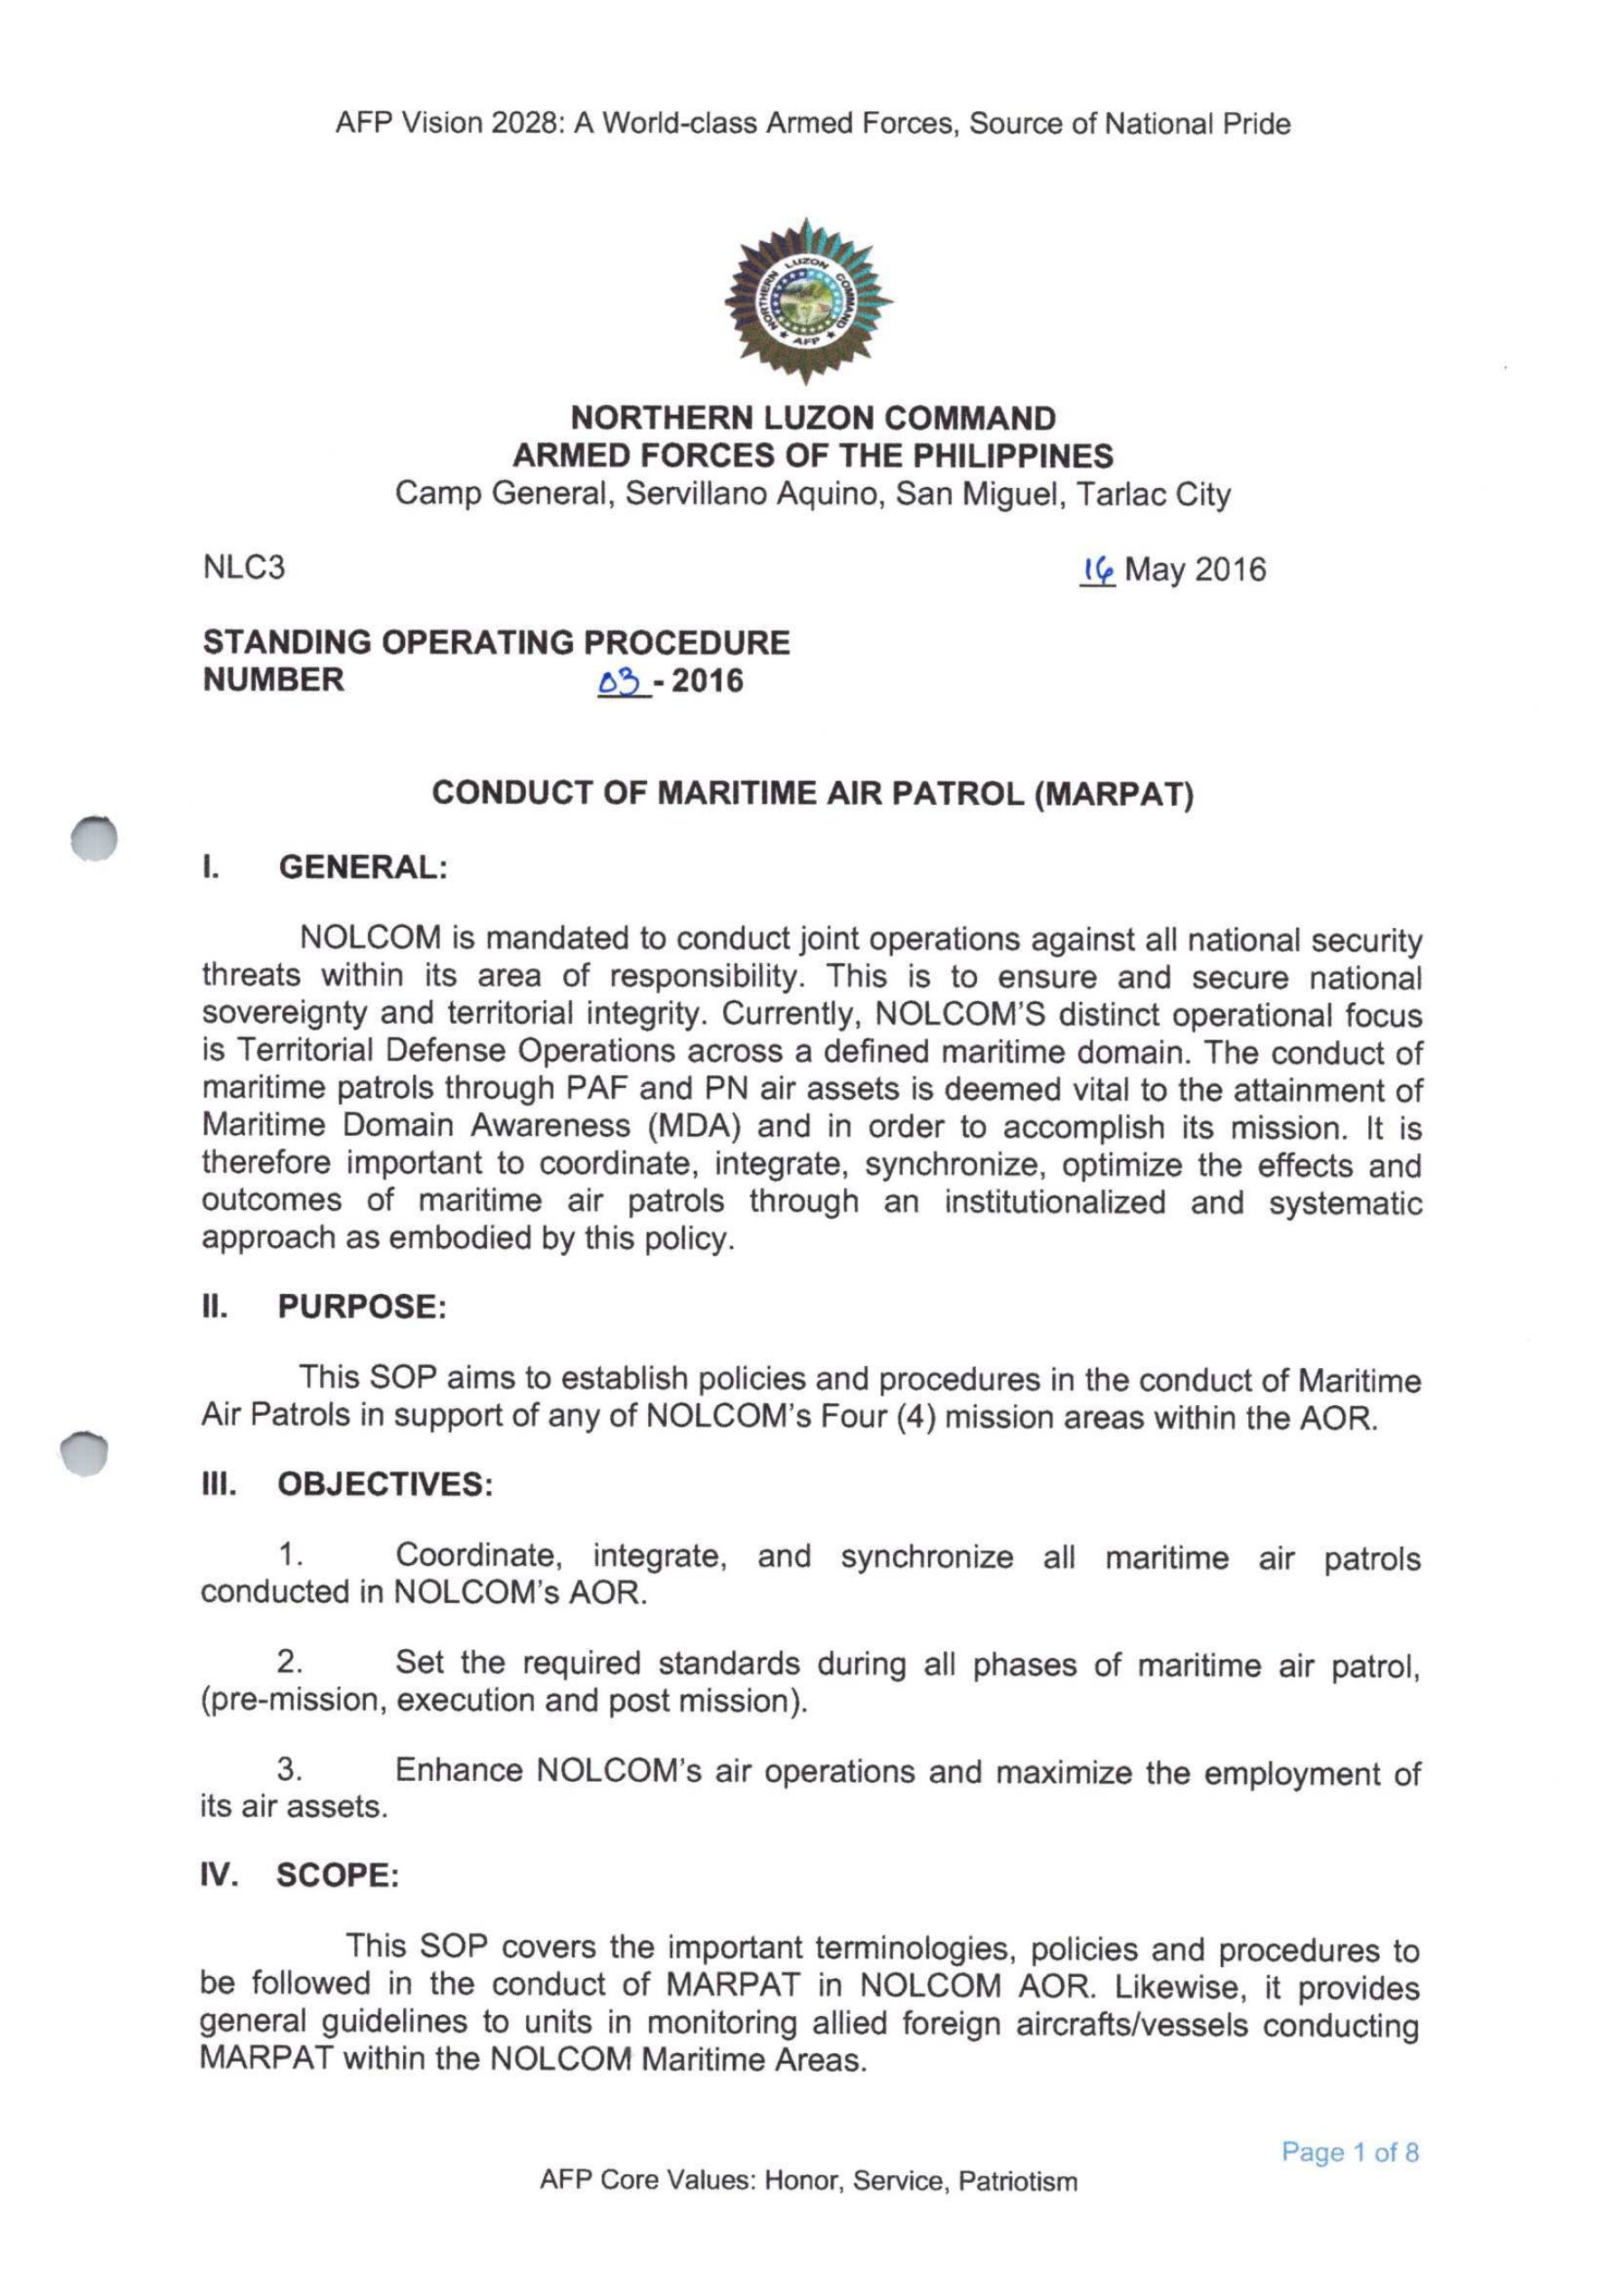 AFP Vision 2028: A World-class Armed Forces, Source of National Pride
NORTHERN LUZON COMMAND
AFP
NORTHERN LUZON COMMAND
ARMED FORCES OF THE PHILIPPINES
Camp General, Servillano Aquino, San Miguel, Tarlac City
NLC3 May 2016
STANDING OPERATING PROCEDURE
NUMBER 03 - 2016
CONDUCT OF MARITIME AIR PATROL (MARPAT)
I. GENERAL:
NOLCOM is mandated to conduct joint operations against all national security
threats within its area of responsibility. This is to ensure and secure national
sovereignty and territorial integrity. Currently, NOLCOM'S distinct operational focus
is Territorial Defense Operations across a defined maritime domain. The conduct of
maritime patrols through PAF and PN air assets is deemed vital to the attainment of
Maritime Domain Awareness (MDA) and in order to accomplish its mission. It is
therefore important to coordinate, integrate, synchronize, optimize the effects and
outcomes of maritime air patrols through an institutionalized and systematic
approach as embodied by this policy.
II. PURPOSE:
This SOP aims to establish policies and procedures in the conduct of Maritime
Air Patrols in support of any of NOLCOM's Four (4) mission areas within the AOR.
III. OBJECTIVES:
1. Coordinate, integrate, and synchronize all maritime air patrols
conducted in NOLCOM's AOR.
2. Set the required standards during all phases of maritime air patrol,
(pre-mission, execution and post mission).
3. Enhance NOLCOM's air operations and maximize the employment of
its air assets.
IV. SCOPE:
This SOP covers the important terminologies, policies and procedures to
be followed in the conduct of MARPAT in NOLCOM AOR. Likewise, it provides
general guidelines to units in monitoring allied foreign aircrafts/vessels conducting
MARPAT within the NOLCOM Maritime Areas.
Page 1 of 8
AFP Core Values: Honor, Service, Patriotism